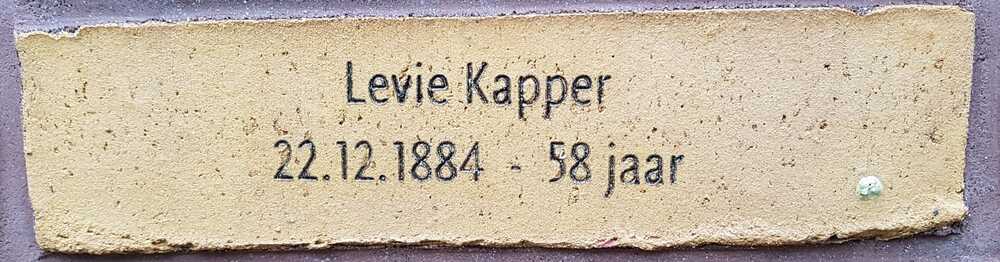 Levie Kapper
22.12.1884 - 58 jaar